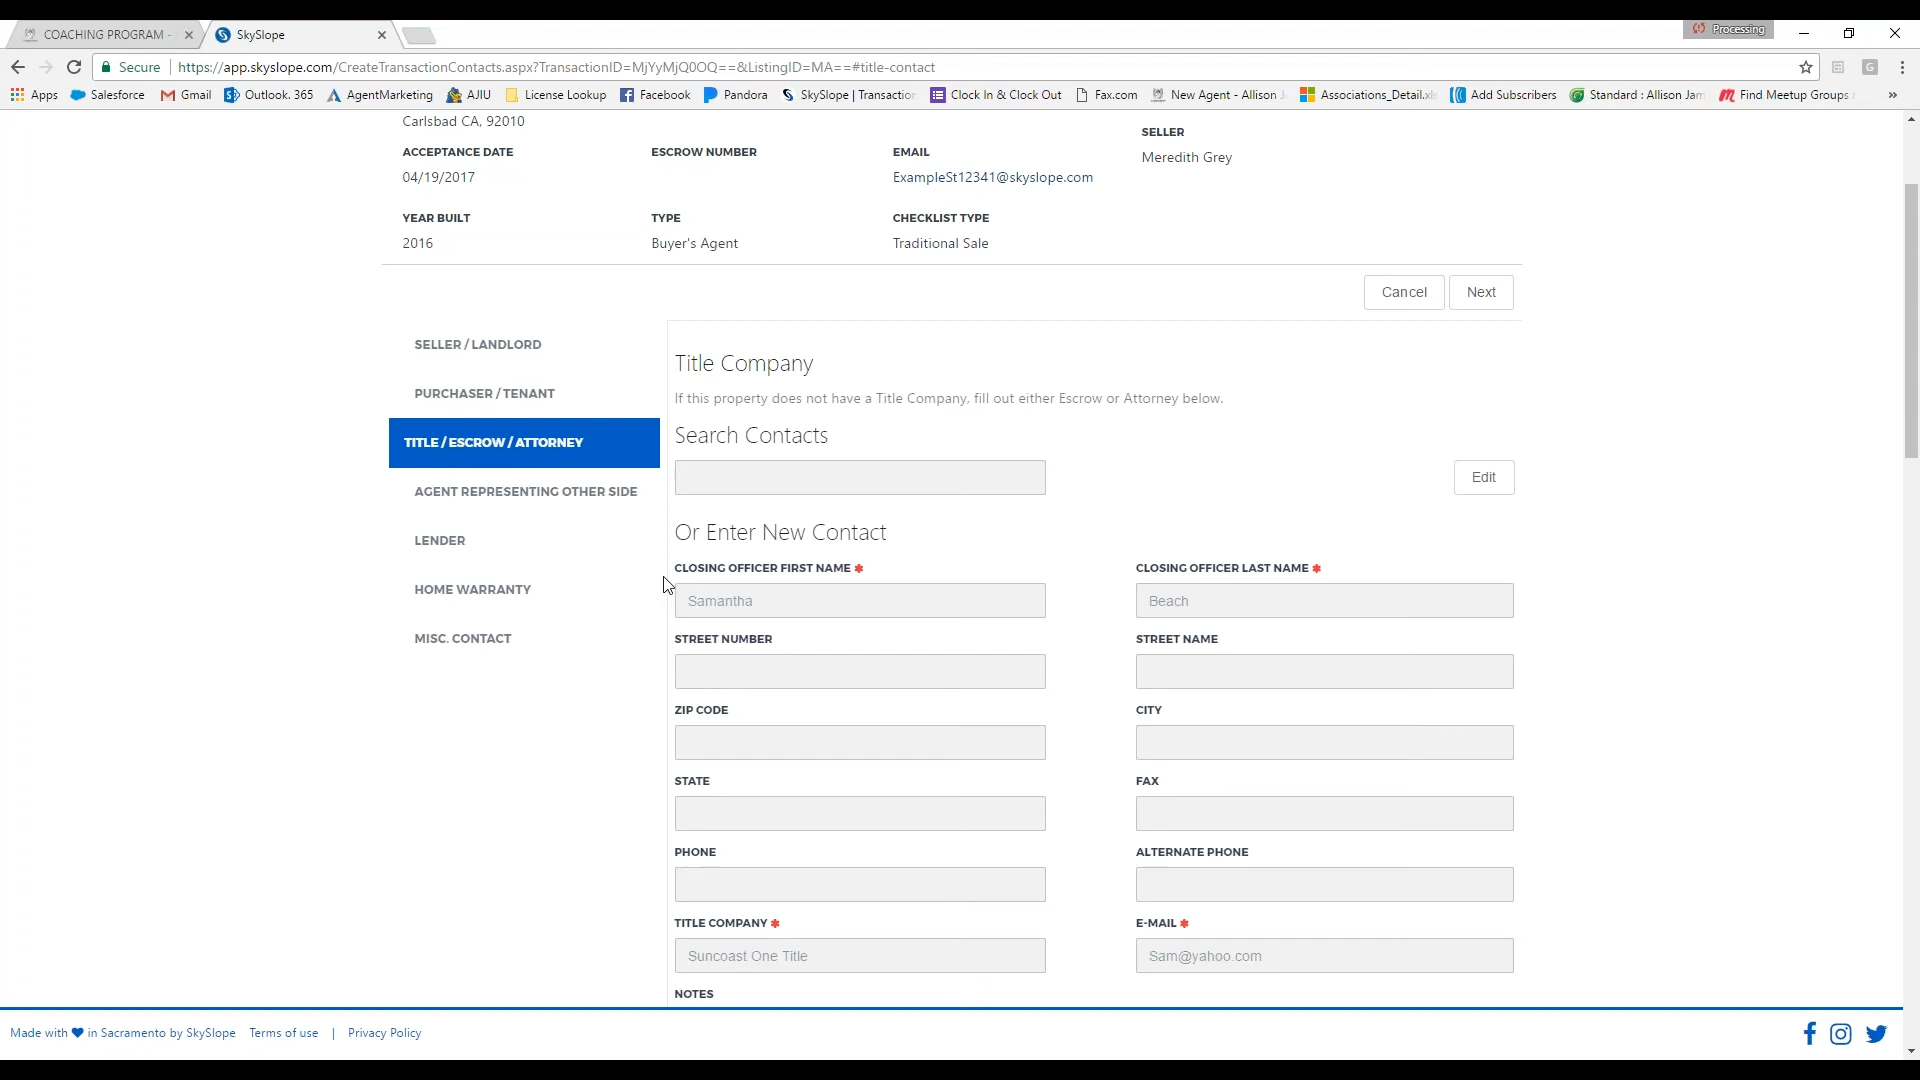 COACHING PROGRAM -
SkySlope
Processing
Secure
https://app.skyslope.com/CreateTransactionContacts.aspx?TransactionID=MjYyMjQ0OQ==&ListingID=MA==#title-contact
Apps
Salesforce
Gmail
Outlook. 365
AgentMarketing
AJIU
License Lookup
Facebook
Pandora
SkySlope | Transaction
Clock In & Clock Out
Fax.com
New Agent - Allison J
Associations_Detail.xls
Add Subscribers
Standard : Allison Jam
Find Meetup Groups
»
Carlsbad CA, 92010
SELLER
Meredith Grey
ACCEPTANCE DATE
ESCROW NUMBER
EMAIL
04/19/2017
ExampleSt12341@skyslope.com
YEAR BUILT
TYPE
CHECKLIST TYPE
2016
Buyer's Agent
Traditional Sale
Cancel
Next
SELLER / LANDLORD
PURCHASER / TENANT
TITLE / ESCROW / ATTORNEY
AGENT REPRESENTING OTHER SIDE
LENDER
HOME WARRANTY
MISC. CONTACT
Title Company
If this property does not have a Title Company, fill out either Escrow or Attorney below.
Search Contacts
Edit
Or Enter New Contact
CLOSING OFFICER FIRST NAME *
CLOSING OFFICER LAST NAME *
Samantha
Beach
STREET NUMBER
STREET NAME
ZIP CODE
CITY
STATE
FAX
PHONE
ALTERNATE PHONE
TITLE COMPANY *
E-MAIL *
Suncoast One Title
Sam@yahoo.com
NOTES
Made with ♥ in Sacramento by SkySlope
Terms of use
|
Privacy Policy